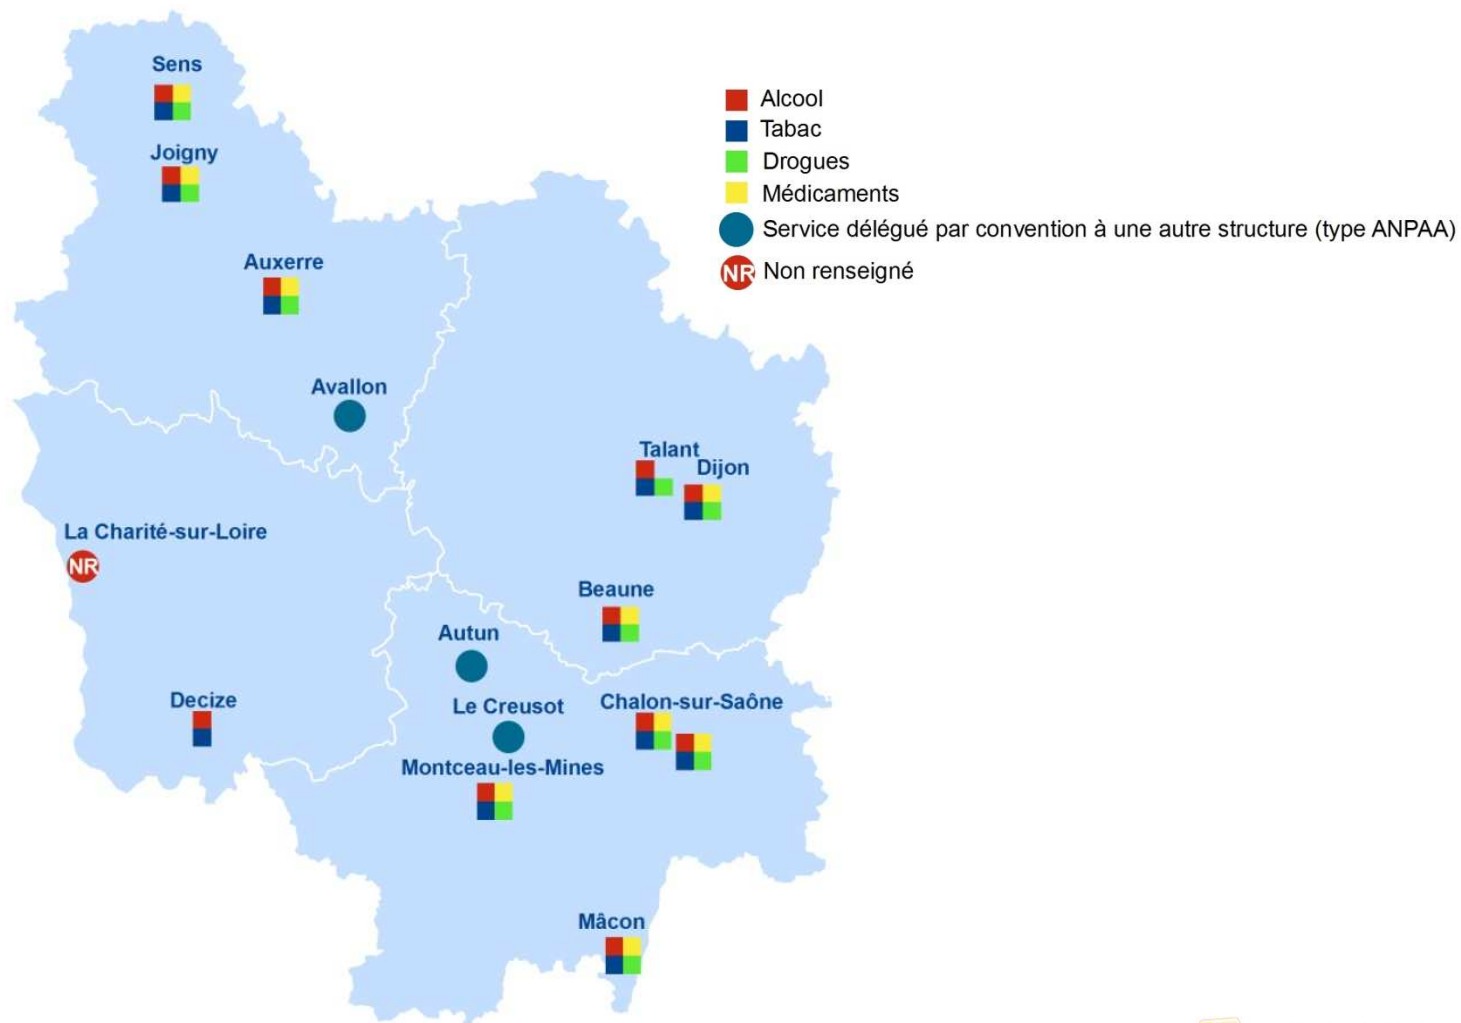 Sens
Joigny
Auxerre
Avallon
Talant
Dijon
La Charité-sur-Loire
NR
Beaune
Autun
Decize
Le Creusot
Chalon-sur-Saône
Montceau-les-Mines
Mâcon
Alcool
Tabac
Drogues
Médicaments
Service délégué par convention à une autre structure (type ANPAA)
NR Non renseigné